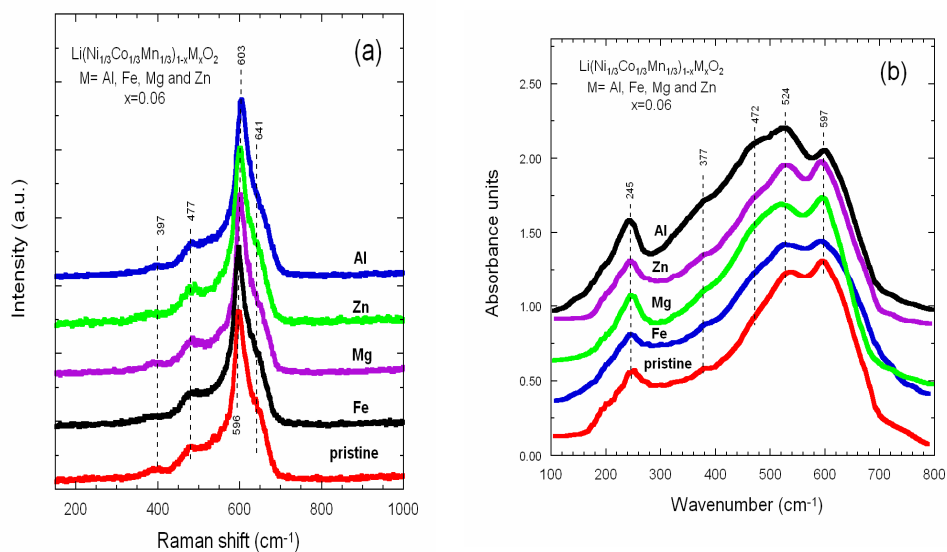 (a)
Li(Ni1/3Co1/3Mn1/3)1-xMxO2
M= Al, Fe, Mg and Zn
x=0.06
603
641
397
477
596
Al
Zn
Mg
Fe
pristine
Intensity (a.u.)
200
400
600
800
1000
Raman shift (cm-1)
(b)
Li(Ni1/3Co1/3Mn1/3)1-xMxO2
M= Al, Fe, Mg and Zn
x=0.06
245
377
472
524
597
Al
Zn
Mg
Fe
pristine
Absorbance units
2.50
2.00
1.50
1.00
0.50
0.00
100
200
300
400
500
600
700
800
Wavenumber (cm-1)